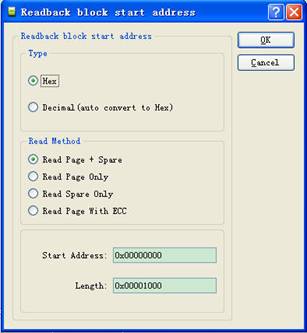 Readback block start address
Readback block start address
OK
Type
Cancel
Hex
Decimal(auto convert to Hex)
Read Method
Read Page + Spare
Read Page Only
Read Spare Only
Read Page With ECC
Start Address: 0x00000000
Length: 0x00001000